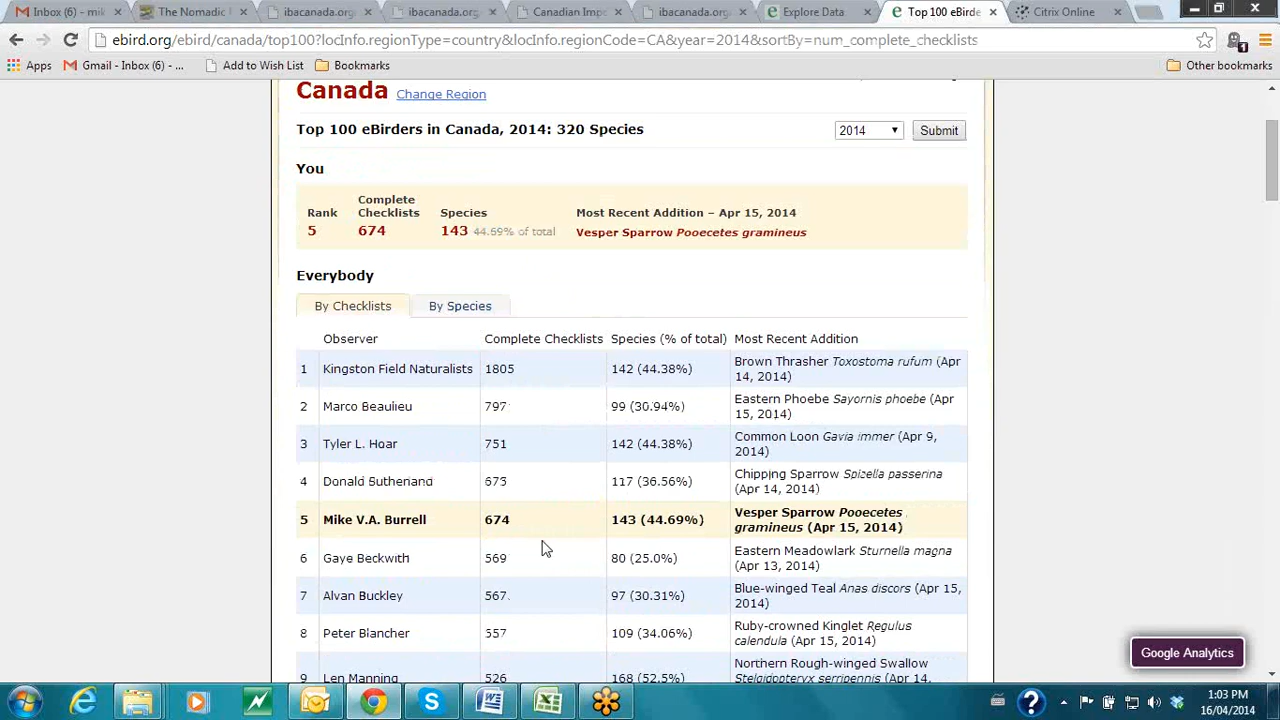 Inbox (6) - mik
The Nomadic
ibacanada.org
ibacanada.org
Canadian Imp
ibacanada.org
Explore Data
Top 100 eBirde
Citrix Online
ebird.org/ebird/canada/top100?locInfo.regionType=country&locInfo.regionCode=CA&year=2014&sortBy=num_complete_checklists
Apps Gmail - Inbox (6) - ... Add to Wish List Bookmarks Other bookmarks
Canada Change Region
Top 100 eBirders in Canada, 2014: 320 Species 2014 Submit
You
Rank Complete Checklists Species Most Recent Addition – Apr 15, 2014
5 674 143 44.69% of total Vesper Sparrow Pooecetes gramineus
Everybody
By Checklists By Species
Observer Complete Checklists Species (% of total) Most Recent Addition
1 Kingston Field Naturalists 1805 142 (44.38%) Brown Thrasher Toxostoma rufum (Apr
14, 2014)
2 Marco Beaulieu 797 99 (30.94%) Eastern Phoebe Sayornis phoebe (Apr
15, 2014)
3 Tyler L. Hoar 751 142 (44.38%) Common Loon Gavia immer (Apr 9,
2014)
4 Donald Sutherland 673 117 (36.56%) Chipping Sparrow Spizella passerina
(Apr 14, 2014)
5 Mike V.A. Burrell 674 143 (44.69%) Vesper Sparrow Pooecetes
gramineus (Apr 15, 2014)
6 Gaye Beckwith 569 80 (25.0%) Eastern Meadowlark Sturnella magna
(Apr 13, 2014)
7 Alvan Buckley 567 97 (30.31%) Blue-winged Teal Anas discors (Apr 15,
2014)
8 Peter Blancher 557 109 (34.06%) Ruby-crowned Kinglet Regulus
calendula (Apr 15, 2014)
9 Len Manning 526 168 (52.5%) Northern Rough-winged Swallow
Stelgidopteryx serripennis (Apr 14,
Google Analytics
1:03 PM
16/04/2014